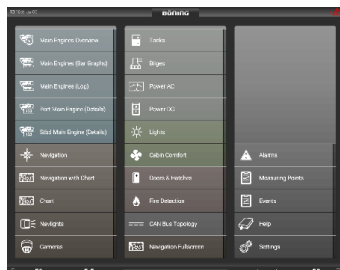 BÜNING
Main Engines Overview
Main Engines (Bar Graphs)
Main Engines (Log)
Port Main Engine (Details)
Stbd Main Engine (Details)
Navigation
Navigation with Chart
Chart
Navlights
Cameras
Tanks
Bilges
Power AC
Power DC
Lights
Cabin Comfort
Doors & Hatches
Fire Detection
CAN Bus Topology
Navigation Fullscreen
Alarms
Measuring Points
Events
Help
Settings